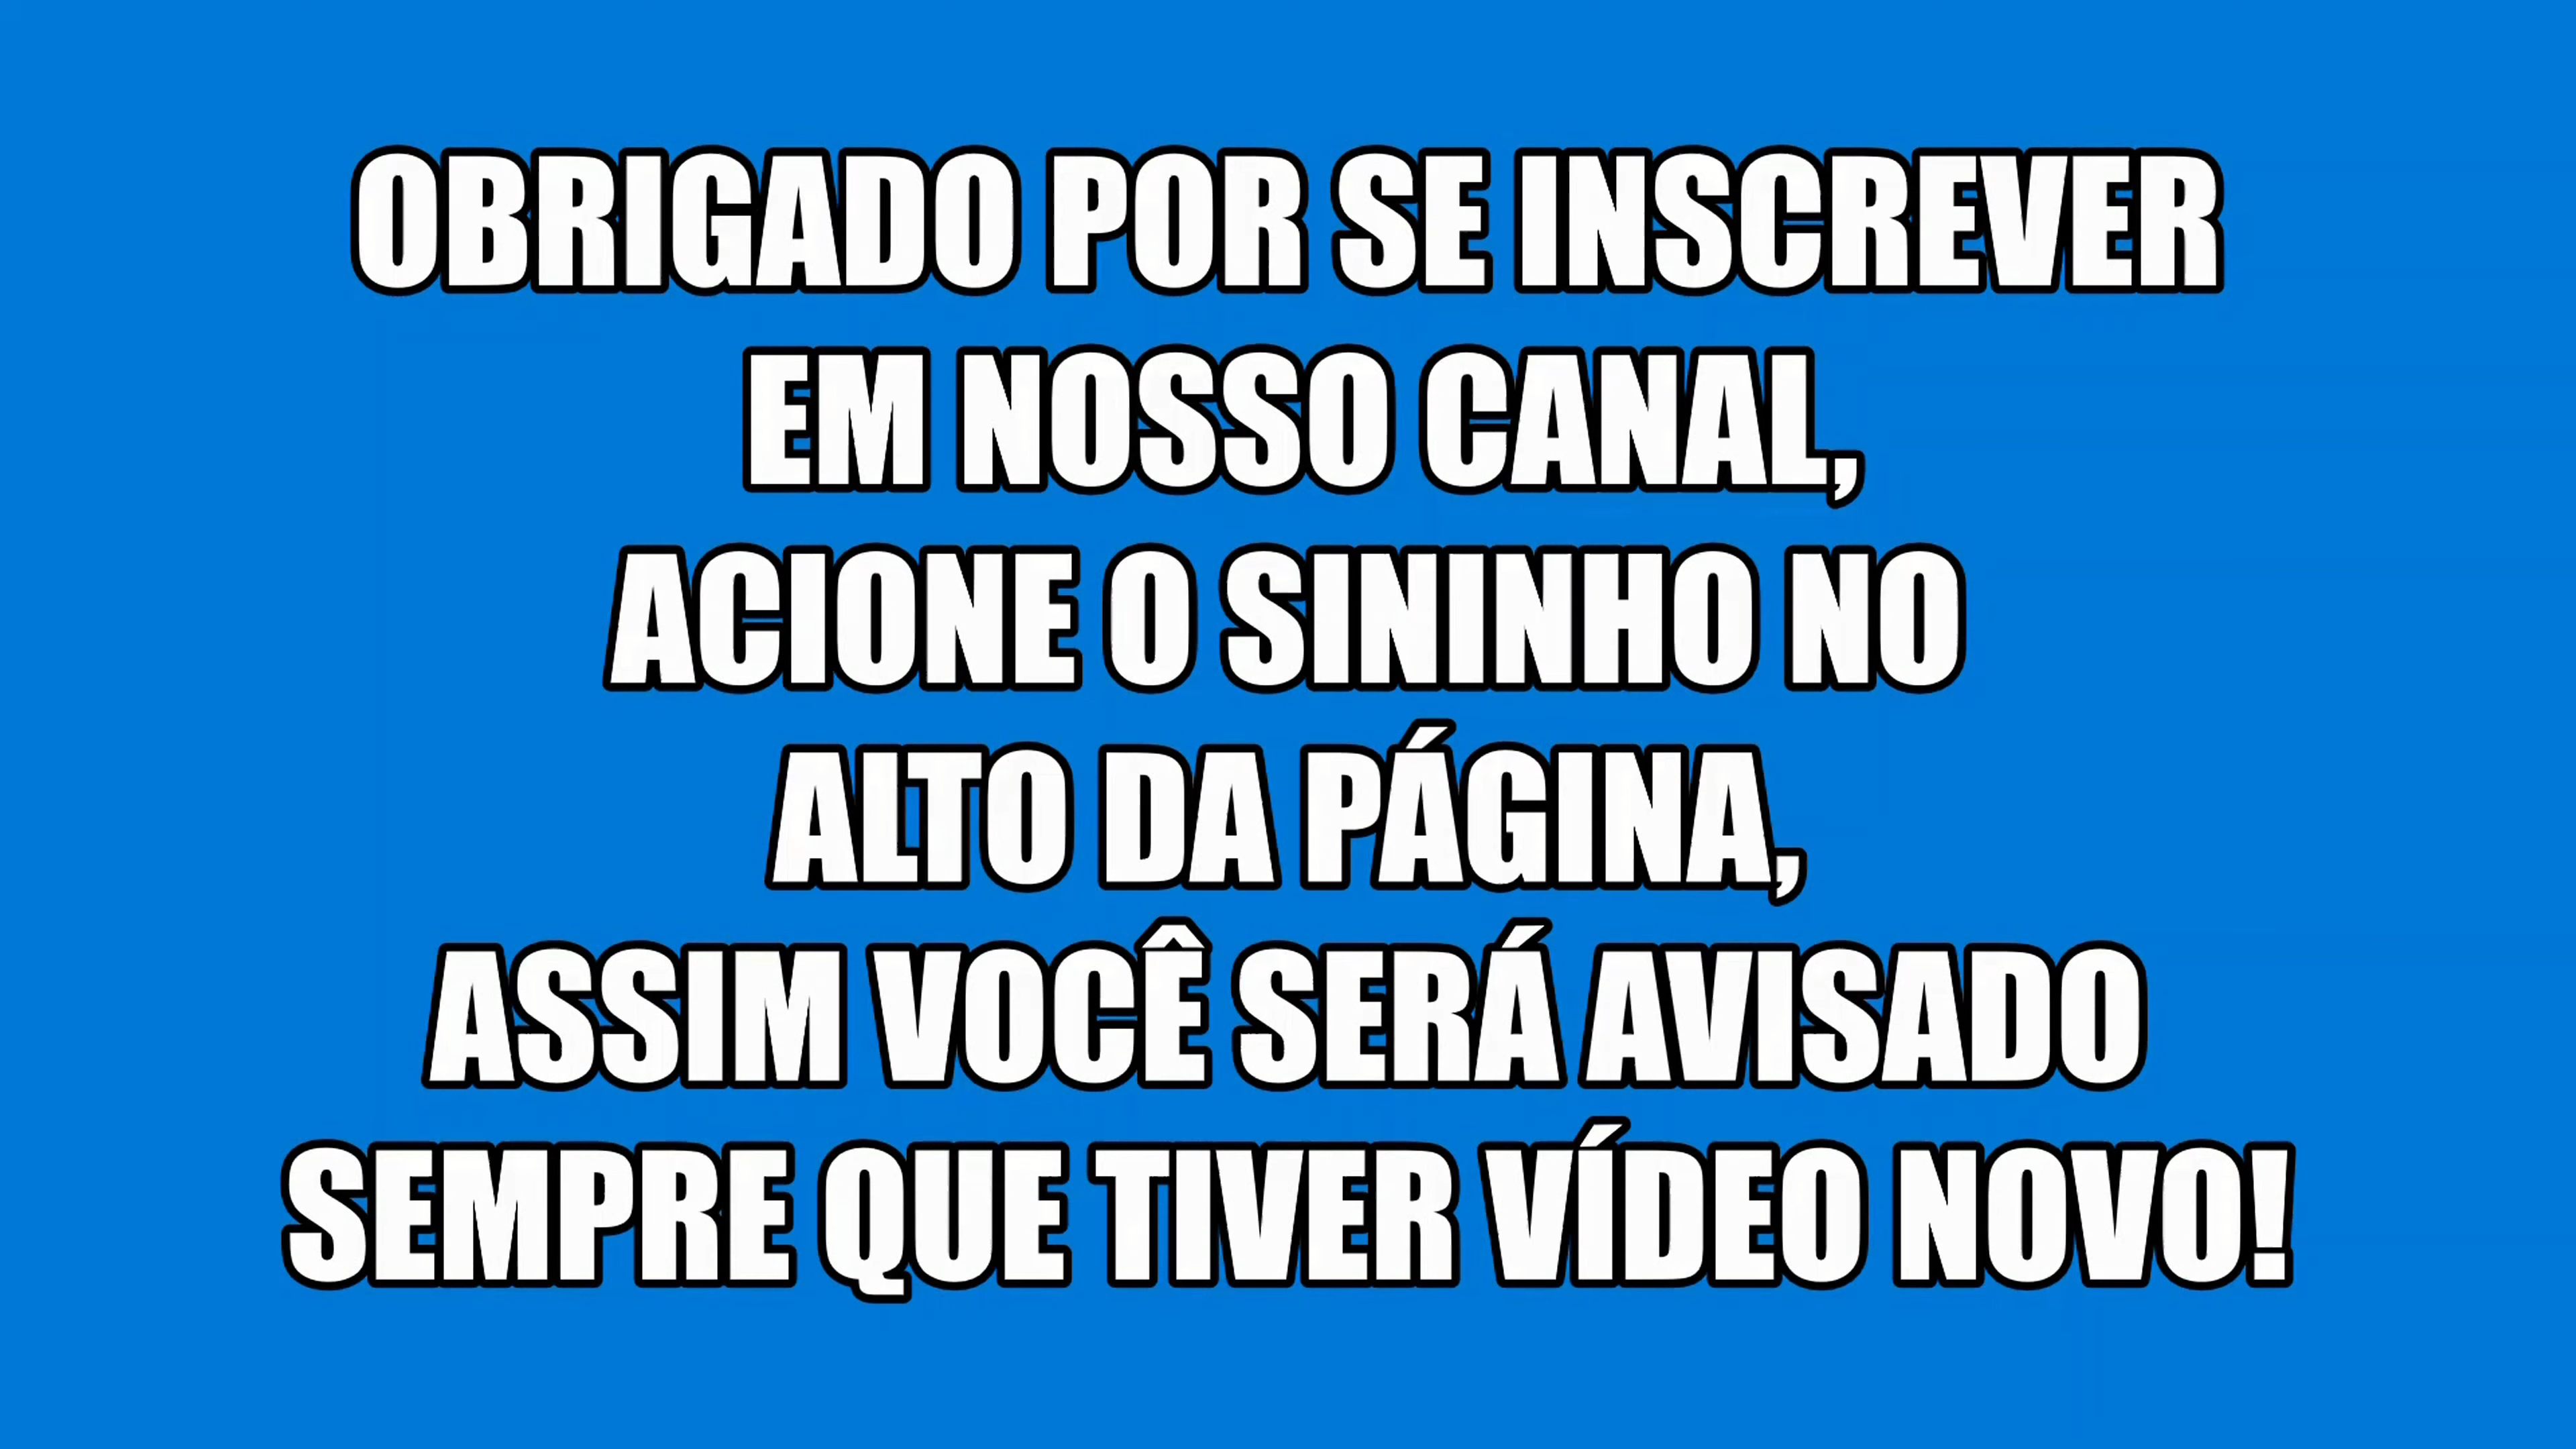 OBRIGADO POR SE INSCREVER
EM NOSSO CANAL,
ACIONE O SININHO NO
ALTO DA PÁGINA,
ASSIM VOCÊ SERÁ AVISADO
SEMPRE QUE TIVER VÍDEO NOVO!